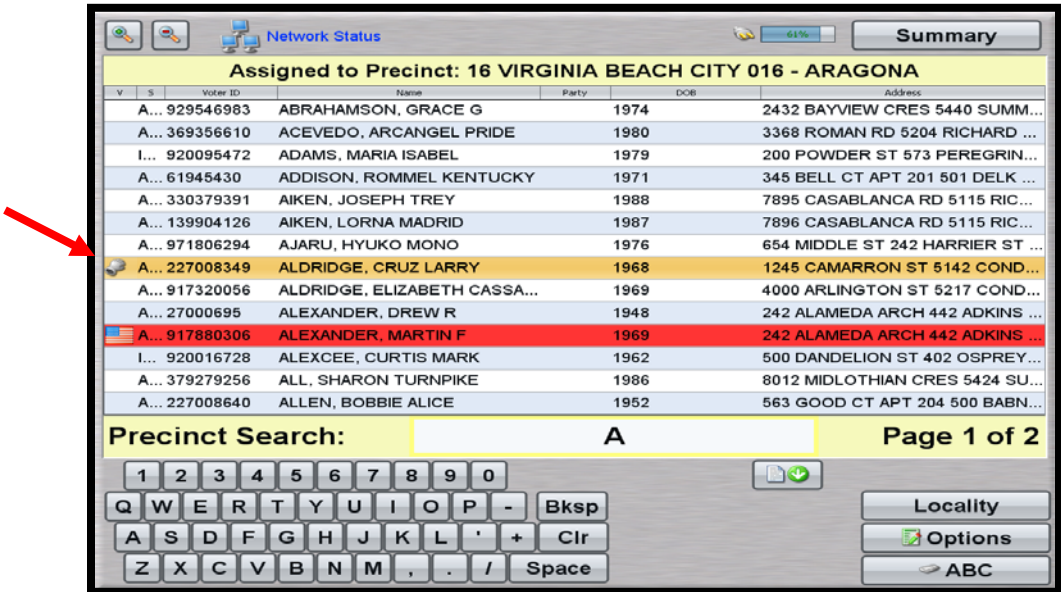 Network Status 61% Summary
Assigned to Precinct: 16 VIRGINIA BEACH CITY 016 - ARAGONA
V S Voter ID Name Party DOB Address
A... 929546983 ABRAHAMSON, GRACE G 1974 2432 BAYVIEW CRES 5440 SUMM...
A... 369356610 ACEVEDO, ARCANGEL PRIDE 1980 3368 ROMAN RD 5204 RICHARD ...
I... 920095472 ADAMS, MARIA ISABEL 1979 200 POWDER ST 573 PEREGRIN...
A... 61945430 ADDISON, ROMMEL KENTUCKY 1971 345 BELL CT APT 201 501 DELK ...
A... 330379391 AIKEN, JOSEPH TREY 1988 7895 CASABLANCA RD 5115 RIC...
A... 139904126 AIKEN, LORNA MADRID 1987 7896 CASABLANCA RD 5115 RIC...
A... 971806294 AJARU, HYUKO MONO 1976 654 MIDDLE ST 242 HARRIER ST ...
A... 227008349 ALDRIDGE, CRUZ LARRY 1968 1245 CAMARRON ST 5142 COND...
A... 917320056 ALDRIDGE, ELIZABETH CASSA... 1969 4000 ARLINGTON ST 5217 COND...
A... 27000695 ALEXANDER, DREW R 1948 242 ALAMEDA ARCH 442 ADKINS ...
A... 917880306 ALEXANDER, MARTIN F 1969 242 ALAMEDA ARCH 442 ADKINS ...
I... 920016728 ALEXCEE, CURTIS MARK 1962 500 DANDELION ST 402 OSPREY...
A... 379279256 ALL, SHARON TURNPIKE 1986 8012 MIDLOTHIAN CRES 5424 SU...
A... 227008640 ALLEN, BOBBIE ALICE 1952 563 GOOD CT APT 204 500 BABN...
Precinct Search: A Page 1 of 2
1 2 3 4 5 6 7 8 9 0
Q W E R T Y U I O P - Bksp Locality
A S D F G H J K L ' + Clr Options
Z X C V B N M , . / Space ABC